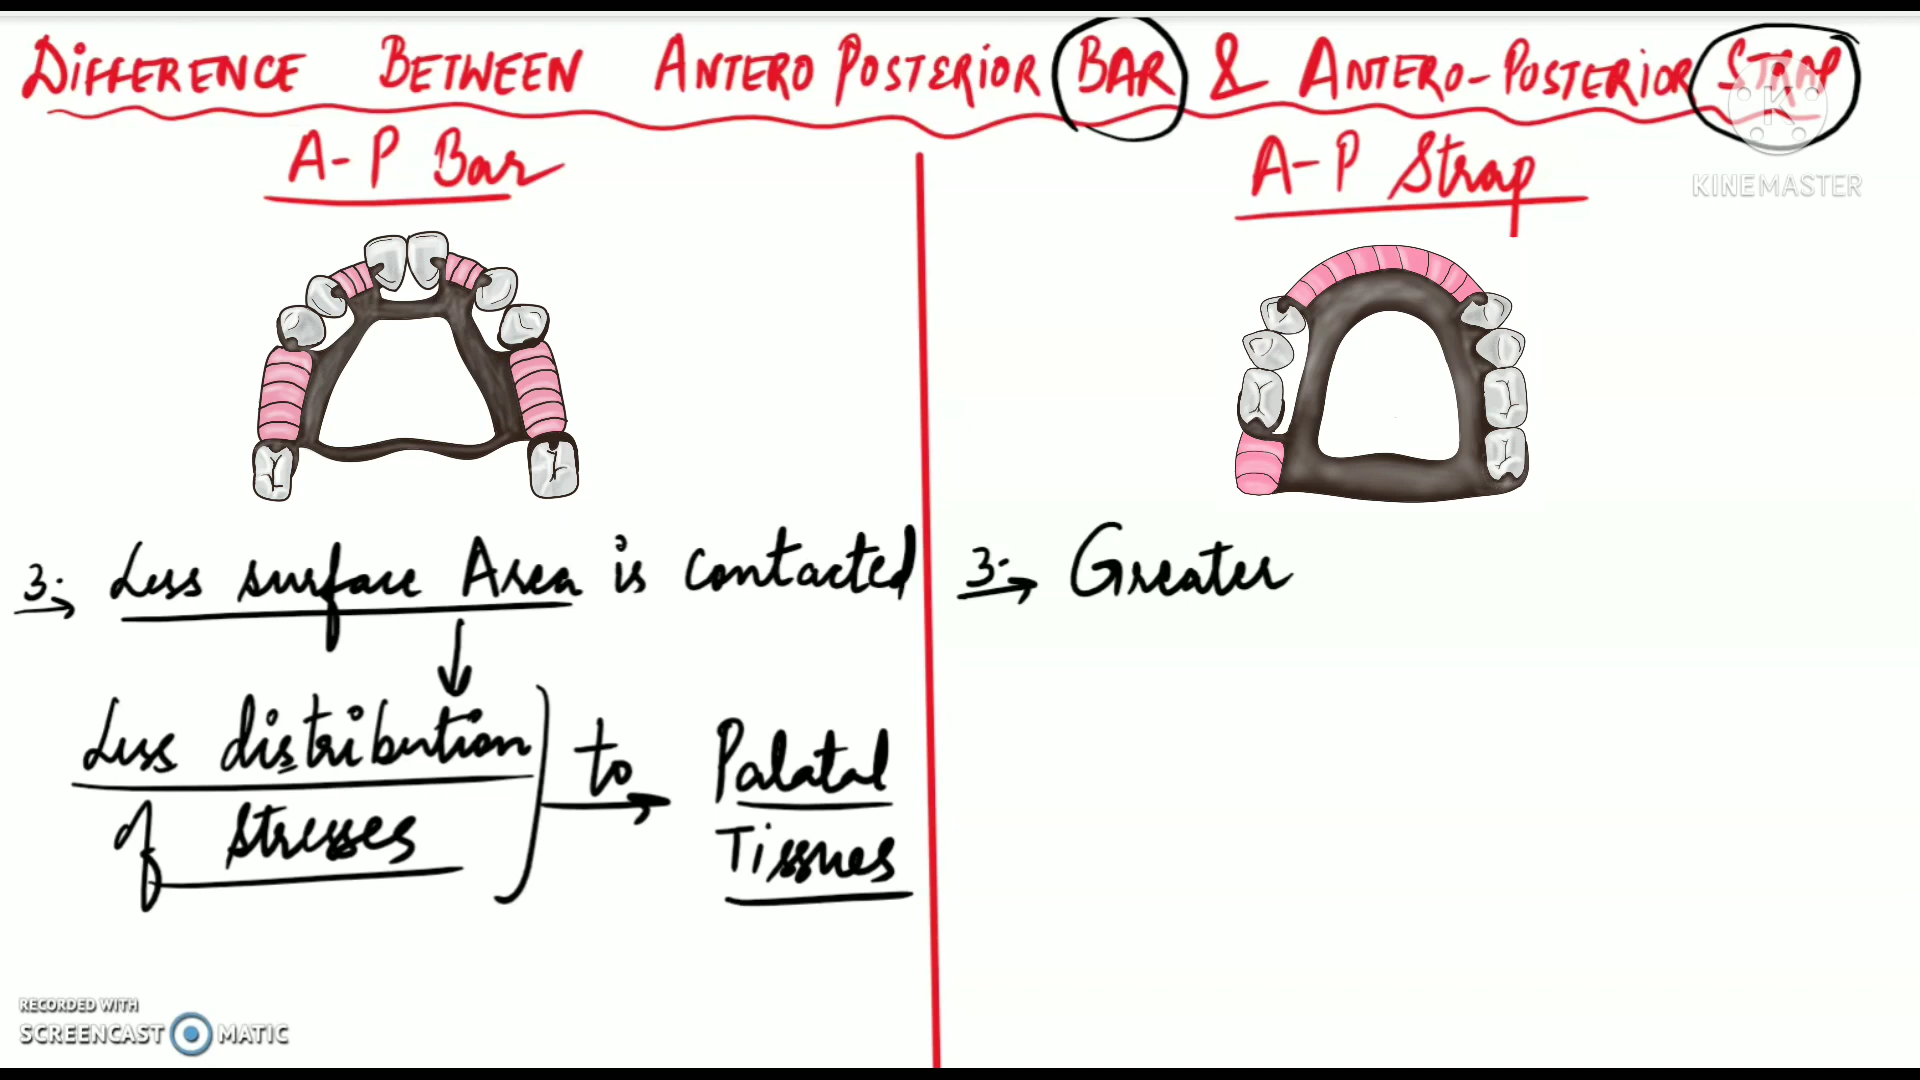 DIFFERENCE BETWEEN ANTERO POSTERIOR BAR & ANTERO-POSTERIOR STRAP
A-P Bar
A-P Strap
KINEMASTER
3. Less surface Area is contacted
Less distribution
of stresses
to
Palatal
Tissues
3. Greater
RECORDED WITH
SCREENCAST MATIC